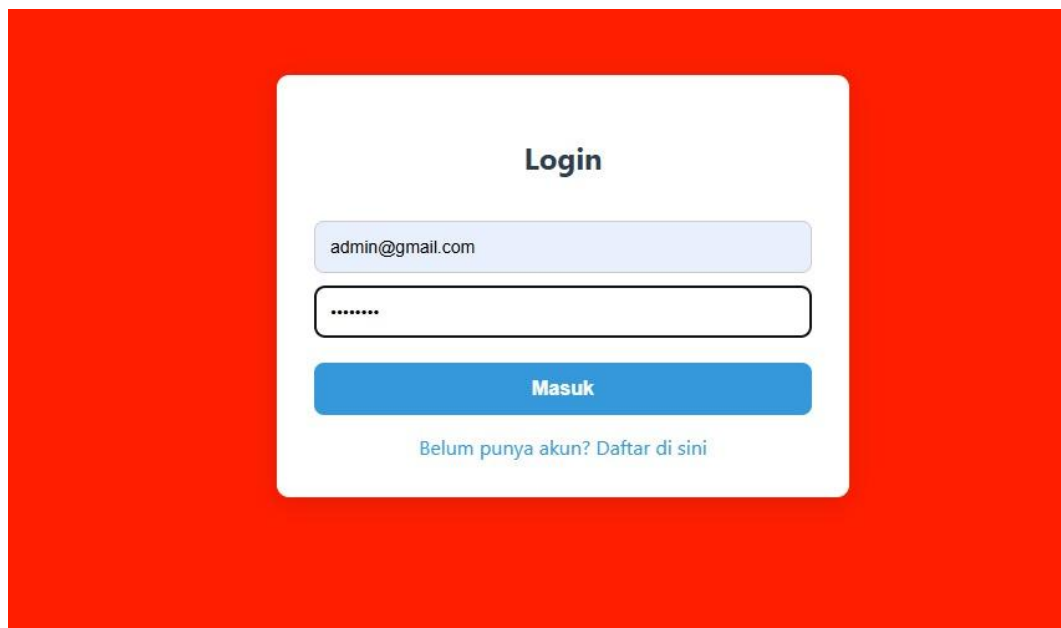 Login
admin@gmail.com
••••••••
Masuk
Belum punya akun? Daftar di sini